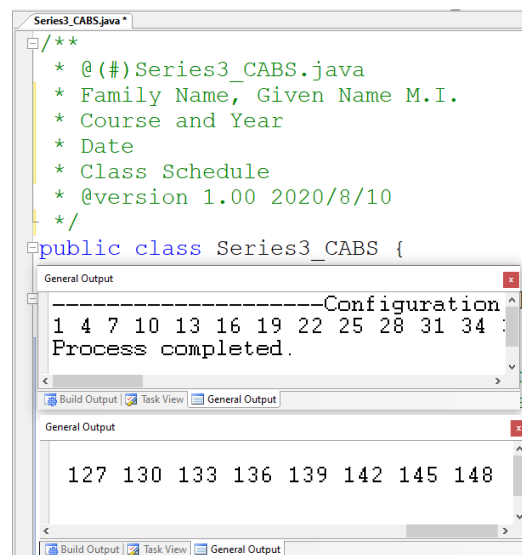 Series3_CABS.java *
/**
* @(#)Series3_CABS.java
* Family Name, Given Name M.I.
* Course and Year
* Date
* Class Schedule
* @version 1.00 2020/8/10
*/
public class Series3_CABS {
General Output
--------------------Configuration
1 4 7 10 13 16 19 22 25 28 31 34
Process completed.
Build Output Task View General Output
General Output
127 130 133 136 139 142 145 148
Build Output Task View General Output